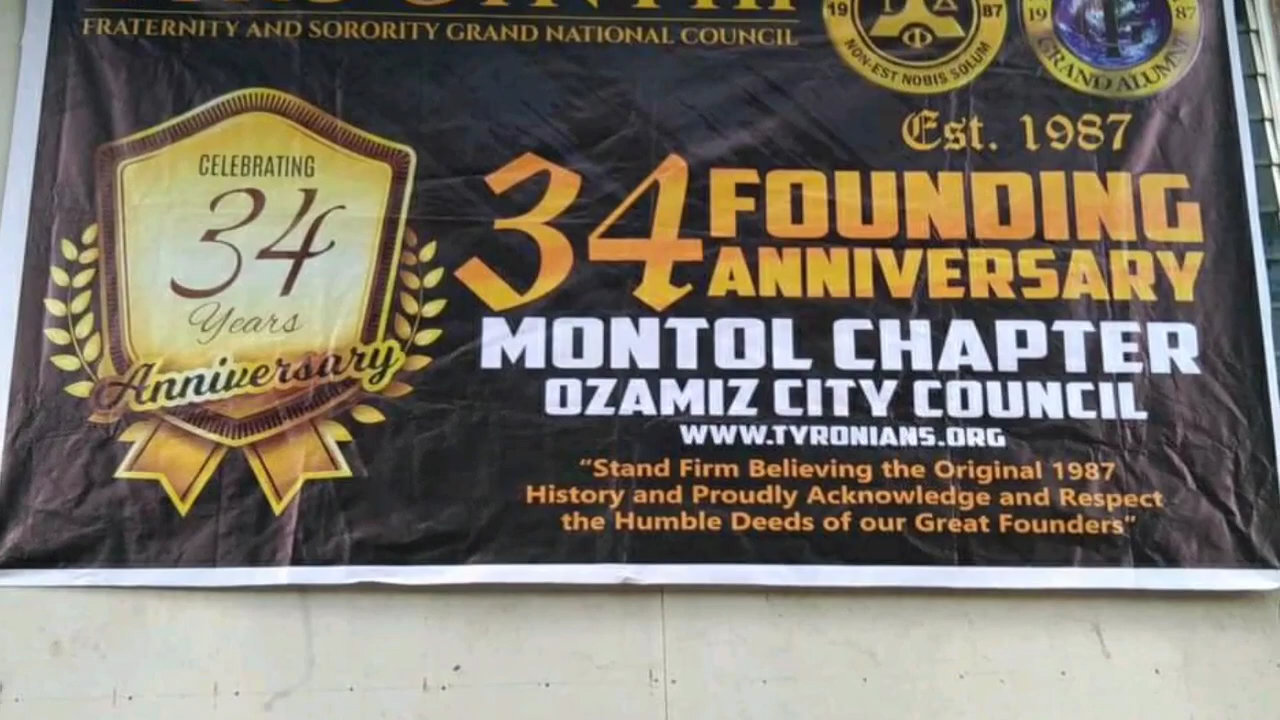 FRATERNITY AND SORORITY GRAND NATIONAL COUNCIL
19 87
NON-EST NOBIS SOLUM
19 87
GRAND ALUMNI
Est. 1987
CELEBRATING
34
Years
Anniversary
34 FOUNDING
ANNIVERSARY
MONTOL CHAPTER
OZAMIZ CITY COUNCIL
WWW.TYRONIANS.ORG
“Stand Firm Believing the Original 1987
History and Proudly Acknowledge and Respect
the Humble Deeds of our Great Founders”